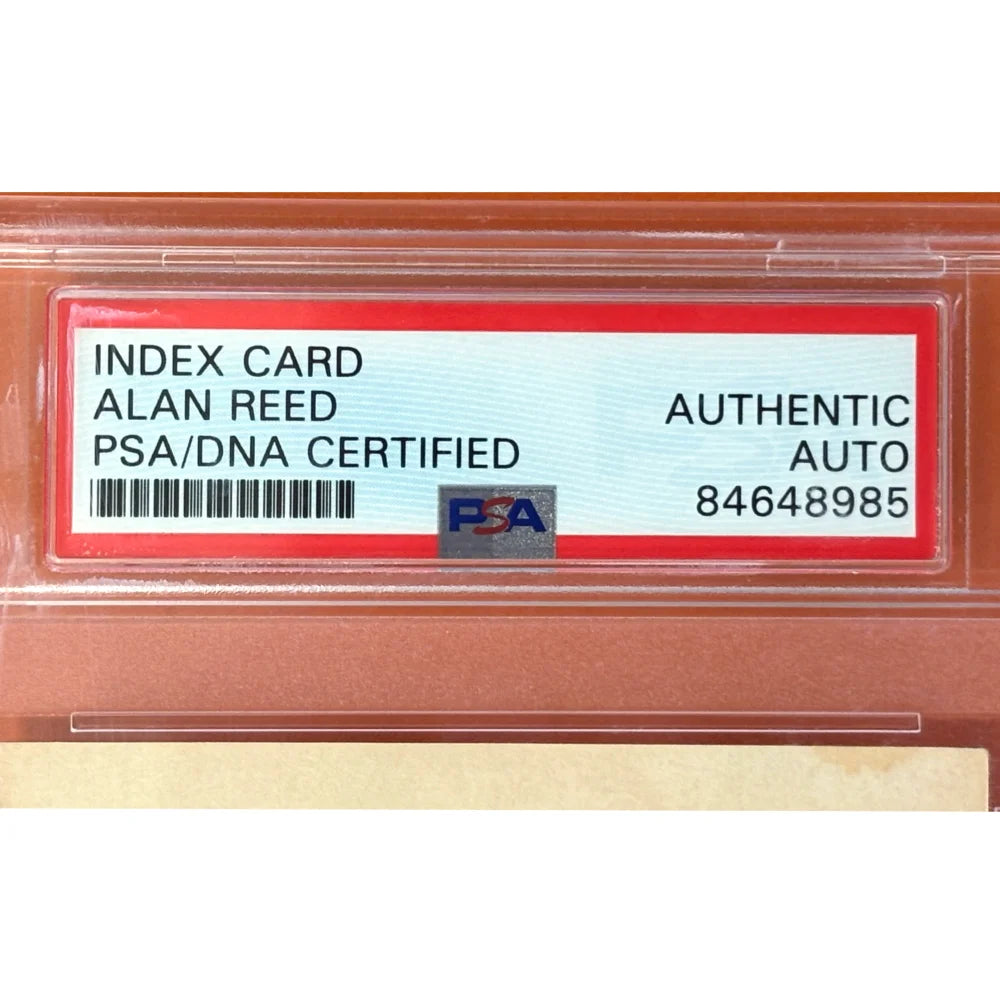 INDEX CARD
ALAN REED
PSA/DNA CERTIFIED
AUTHENTIC
AUTO
84648985
PSA